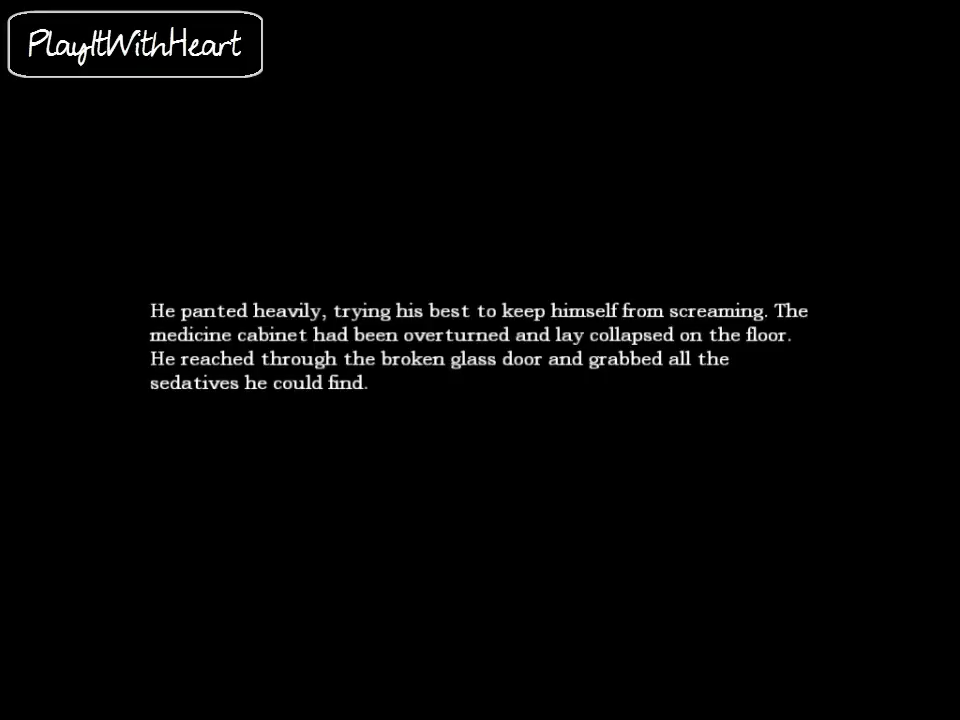 PlayItWithHeart
He panted heavily, trying his best to keep himself from screaming. The
medicine cabinet had been overturned and lay collapsed on the floor.
He reached through the broken glass door and grabbed all the
sedatives he could find.